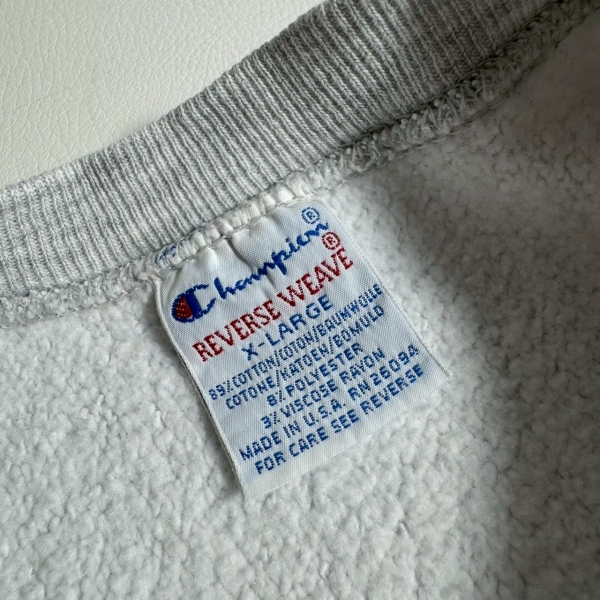 Champion®
REVERSE WEAVE®
X-LARGE
89% COTTON/COTON/BAUMWOLLE
COTONE/KATOEN/BOMULD
8% POLYESTER
3% VISCOSE RAYON
MADE IN U.S.A. RN 26094
FOR CARE SEE REVERSE